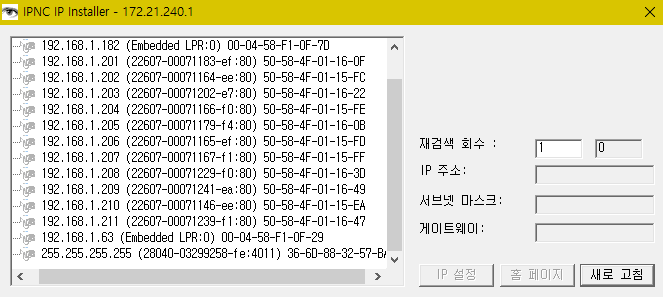 IPNC IP Installer - 172.21.240.1
192.168.1.182 (Embedded LPR:0) 00-04-58-F1-0F-7D
192.168.1.201 (22607-00071183-ef:80) 50-58-4F-01-16-0F
192.168.1.202 (22607-00071164-ee:80) 50-58-4F-01-15-FC
192.168.1.203 (22607-00071202-e7:80) 50-58-4F-01-16-22
192.168.1.204 (22607-00071166-f0:80) 50-58-4F-01-15-FE
192.168.1.205 (22607-00071179-f4:80) 50-58-4F-01-16-0B
192.168.1.206 (22607-00071165-ef:80) 50-58-4F-01-15-FD
192.168.1.207 (22607-00071167-f1:80) 50-58-4F-01-15-FF
192.168.1.208 (22607-00071229-f0:80) 50-58-4F-01-16-3D
192.168.1.209 (22607-00071241-ea:80) 50-58-4F-01-16-49
192.168.1.210 (22607-00071146-ee:80) 50-58-4F-01-15-EA
192.168.1.211 (22607-00071239-f1:80) 50-58-4F-01-16-47
192.168.1.63 (Embedded LPR:0) 00-04-58-F1-0F-29
255.255.255.255 (28040-03299258-fe:4011) 36-6D-88-32-57-BA
재검색 회수 : 1 0
IP 주소:
서브넷 마스크:
게이트웨이:
IP 설정 홈 페이지 새로 고침